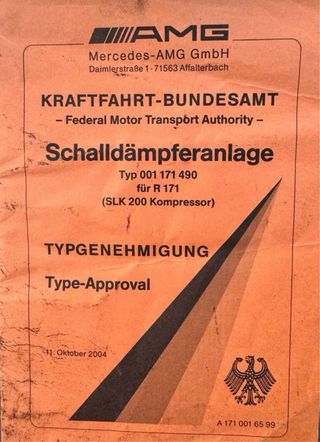 AMG
Mercedes-AMG GmbH
Daimlerstraße 1 · 71563 Affalterbach
KRAFTFAHRT-BUNDESAMT
– Federal Motor Transport Authority –
Schalldämpferanlage
Typ 001 171 490
für R 171
(SLK 200 Kompressor)
TYPGENEHMIGUNG
Type-Approval
11. Oktober 2004
A 171 001 65 99